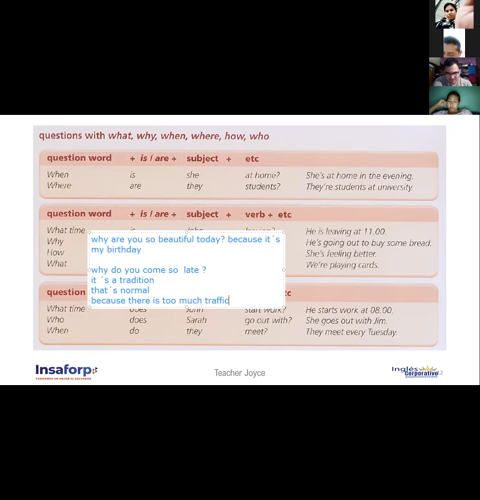 questions with what, why, when, where, how, who
question word + is / are + subject + etc
When is she at home? She's at home in the evening.
Where are they students? They're students at university.
question word + is / are + subject + verb + etc
What time He is leaving at 11.00.
Why He's going out to buy some bread.
How She's feeling better.
What We're playing cards.
why are you so beautiful today? because it´s
my birthday
why do you come so late ?
it ´s a tradition
that´s normal
because there is too much traffic
What time does John start work? He starts work at 08.00.
Who does Sarah go out with? She goes out with Jim.
When do they meet? They meet every Tuesday.
Insaforp
Teacher Joyce
Inglés
Corporativo